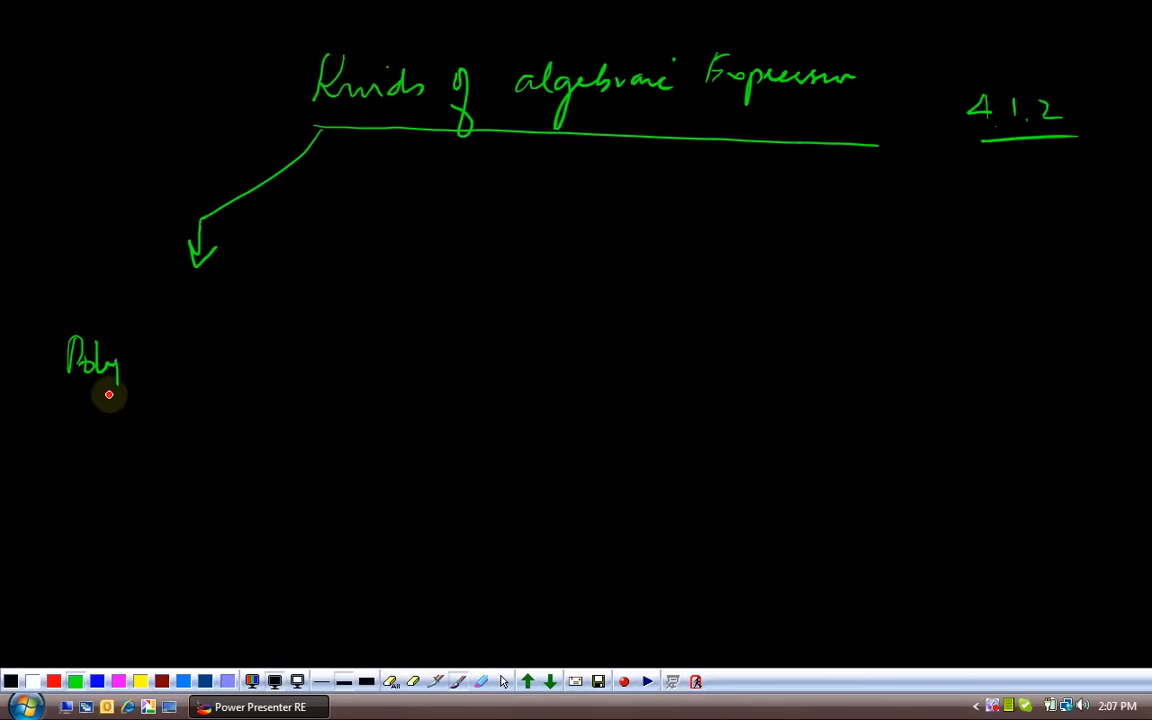 Kinds of algebraic Expression
4.1.2
Poly
Power Presenter RE
2:07 PM